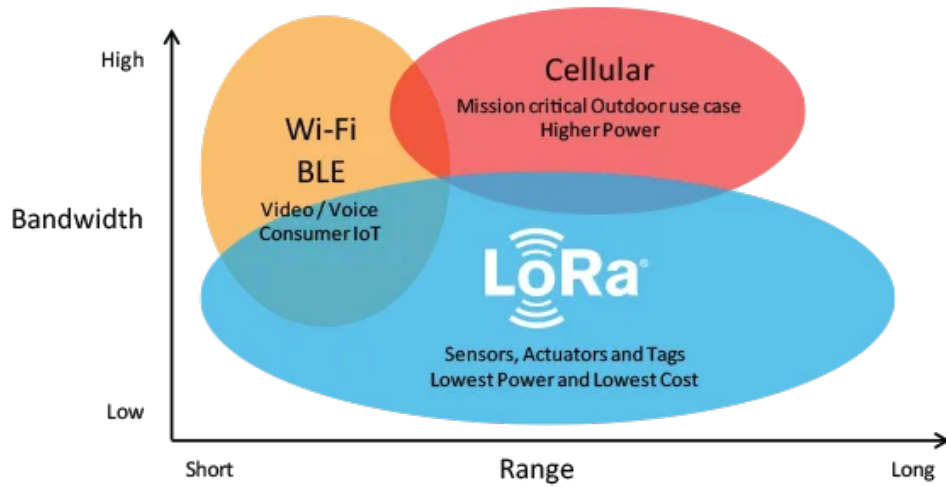 High
Cellular
Mission critical Outdoor use case
Higher Power
Wi-Fi
BLE
Video / Voice
Consumer IoT
Bandwidth
LoRa®
Sensors, Actuators and Tags
Lowest Power and Lowest Cost
Low
Short
Range
Long